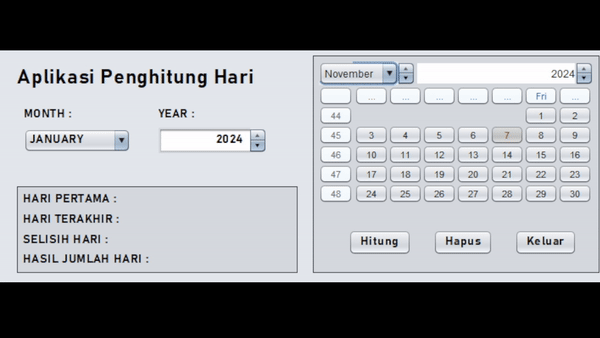 Aplikasi Penghitung Hari
MONTH :
YEAR :
JANUARY
2024
HARI PERTAMA :
HARI TERAKHIR :
SELISIH HARI :
HASIL JUMLAH HARI :
November
2024
... ... ... ... ... Fri ...
44 1 2
45 3 4 5 6 7 8 9
46 10 11 12 13 14 15 16
47 17 18 19 20 21 22 23
48 24 25 26 27 28 29 30
Hitung Hapus Keluar